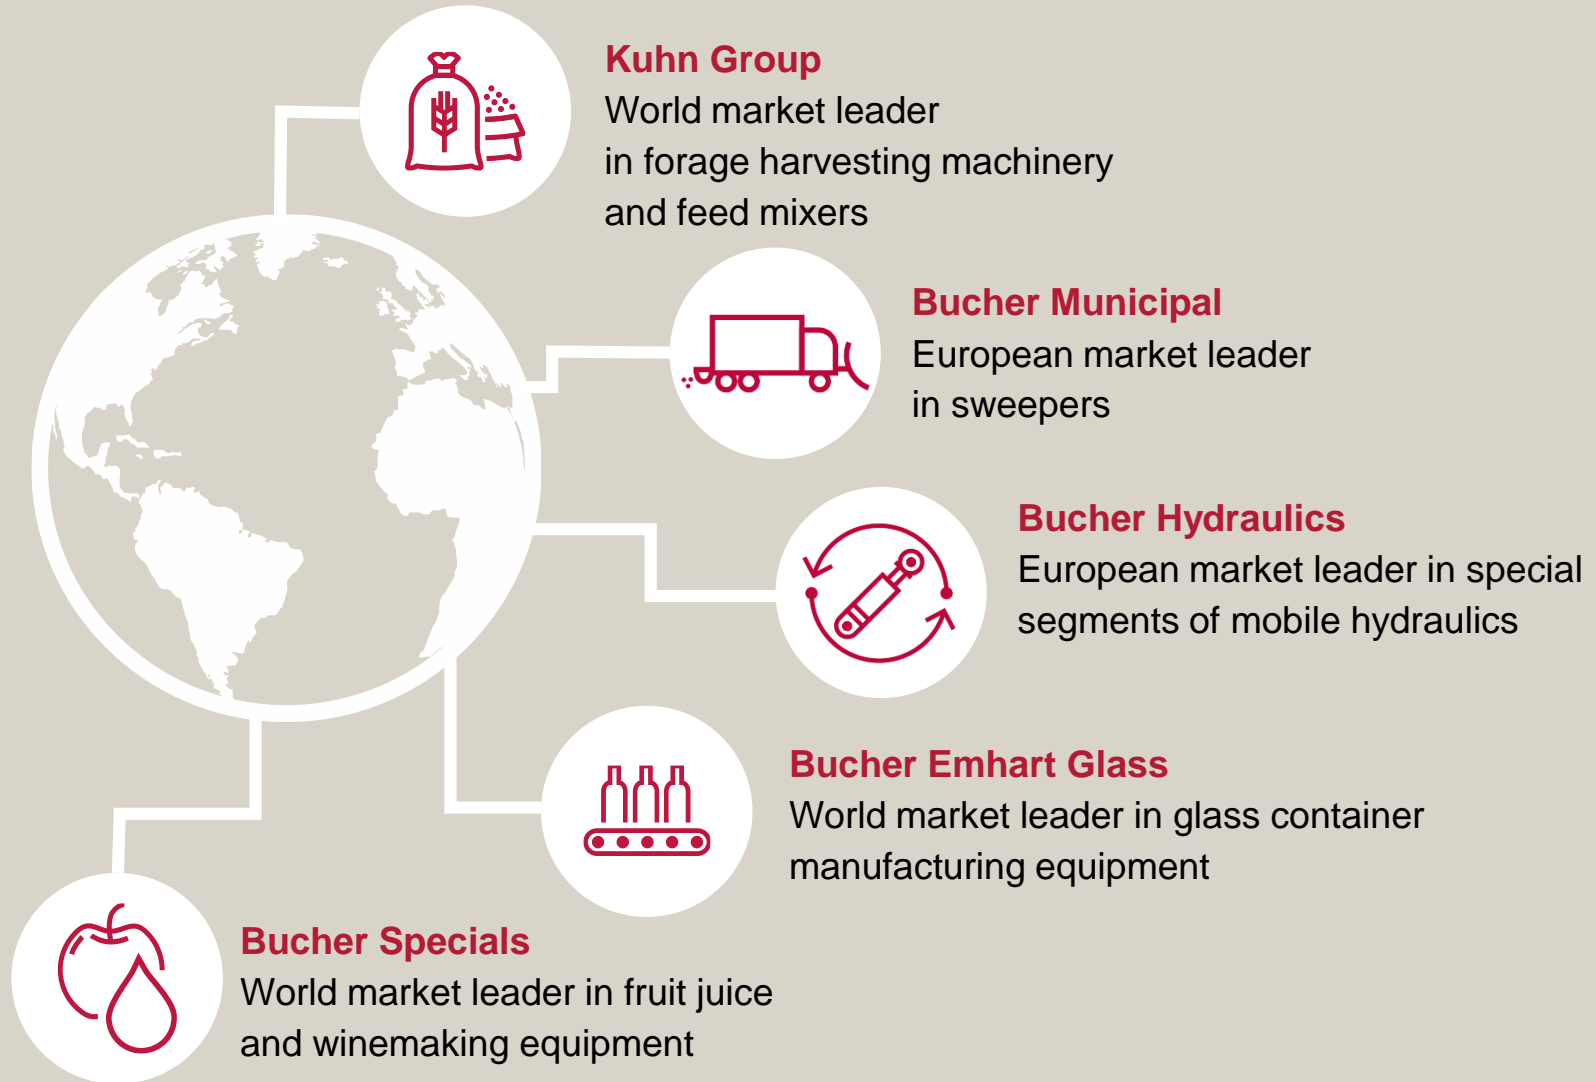 Kuhn Group
World market leader
in forage harvesting machinery
and feed mixers
Bucher Municipal
European market leader
in sweepers
Bucher Hydraulics
European market leader in special
segments of mobile hydraulics
Bucher Emhart Glass
World market leader in glass container
manufacturing equipment
Bucher Specials
World market leader in fruit juice
and winemaking equipment